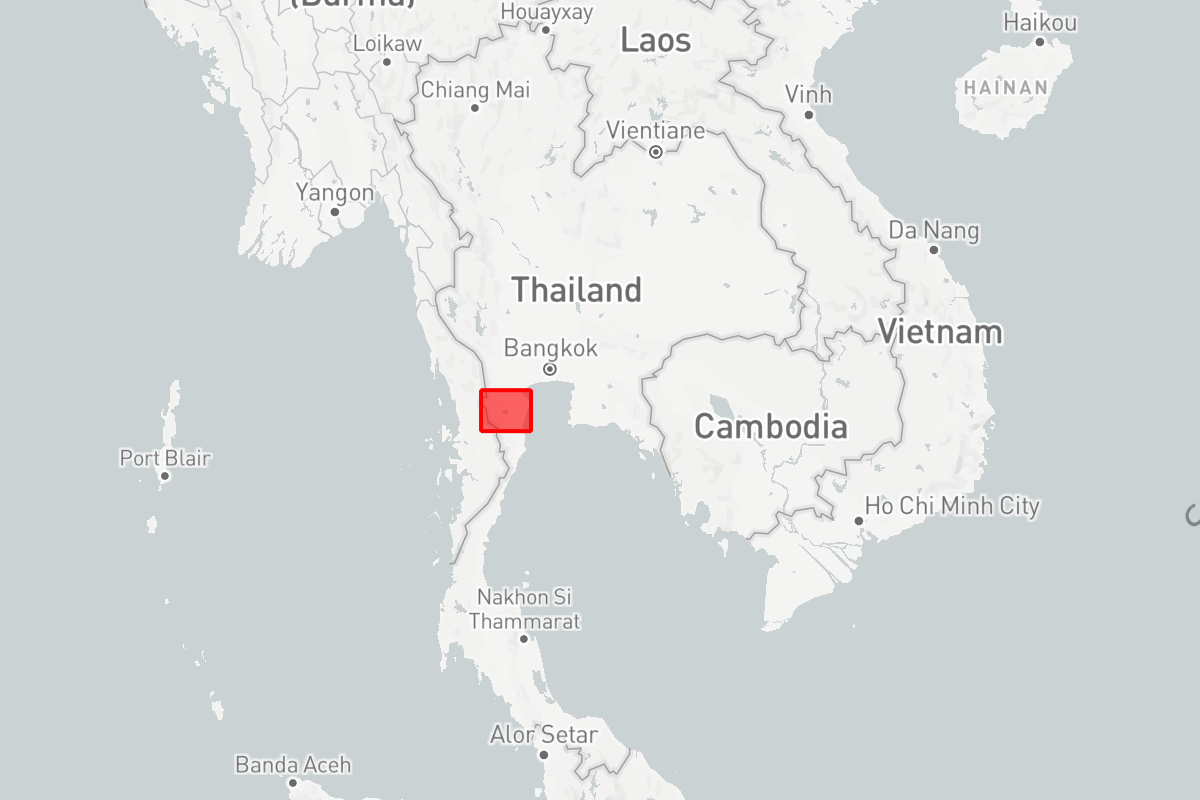 (Burma)
Houayxay
Haikou
Loikaw
Laos
HAINAN
Chiang Mai
Vinh
Vientiane
Yangon
Da Nang
Thailand
Vietnam
Bangkok
Cambodia
Port Blair
Ho Chi Minh City
Nakhon Si
Thammarat
Alor Setar
Banda Aceh